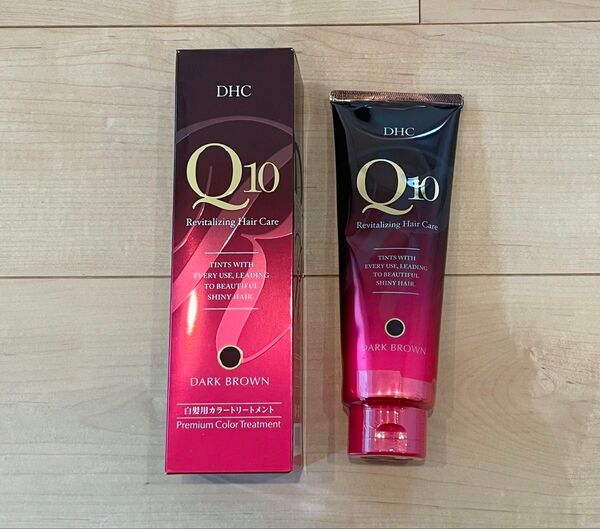 DHC
Q10
Revitalizing Hair Care
TINTS WITH
EVERY USE, LEADING
TO BEAUTIFUL
SHINY HAIR.
DARK BROWN
白髪用カラートリートメント
Premium Color Treatment
DHC
Q10
Revitalizing Hair Care
TINTS WITH
EVERY USE, LEADING
TO BEAUTIFUL
SHINY HAIR.
DARK BROWN